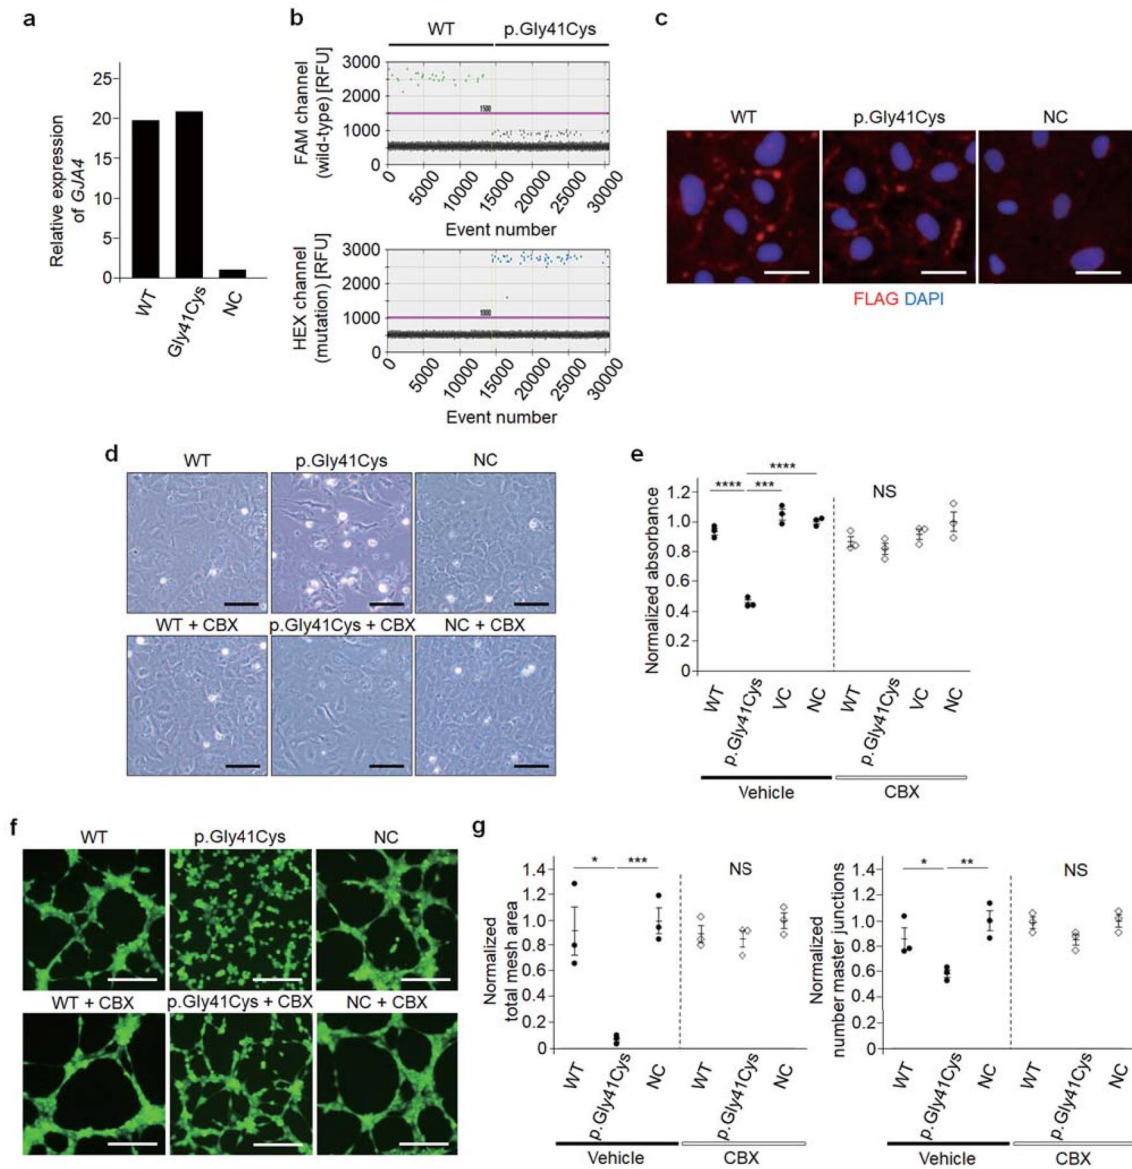 a
25
20
15
10
5
0
Relative expression
of GJA4
WT
Gly41Cys
NC
b
WT p.Gly41Cys
FAM channel
(wild-type) [RFU]
3000
2000
1000
0
1500
0 5000 10000 15000 20000 25000 30000
Event number
HEX channel
(mutation) [RFU]
3000
2000
1000
0
1000
0 5000 10000 15000 20000 25000 30000
Event number
c
WT p.Gly41Cys NC
FLAG DAPI
d
WT p.Gly41Cys NC
WT + CBX p.Gly41Cys + CBX NC + CBX
e
Normalized absorbance
1.2
1.0
0.8
0.6
0.4
0.2
0
****
**** ***
NS
WT p.Gly41Cys VC NC WT p.Gly41Cys VC NC
Vehicle CBX
f
WT p.Gly41Cys NC
WT + CBX p.Gly41Cys + CBX NC + CBX
g
Normalized
total mesh area
1.4
1.2
1.0
0.8
0.6
0.4
0.2
0
* ***
NS
WT p.Gly41Cys NC WT p.Gly41Cys NC
Vehicle CBX
Normalized
number master junctions
1.4
1.2
1.0
0.8
0.6
0.4
0.2
0
* **
NS
WT p.Gly41Cys NC WT p.Gly41Cys NC
Vehicle CBX